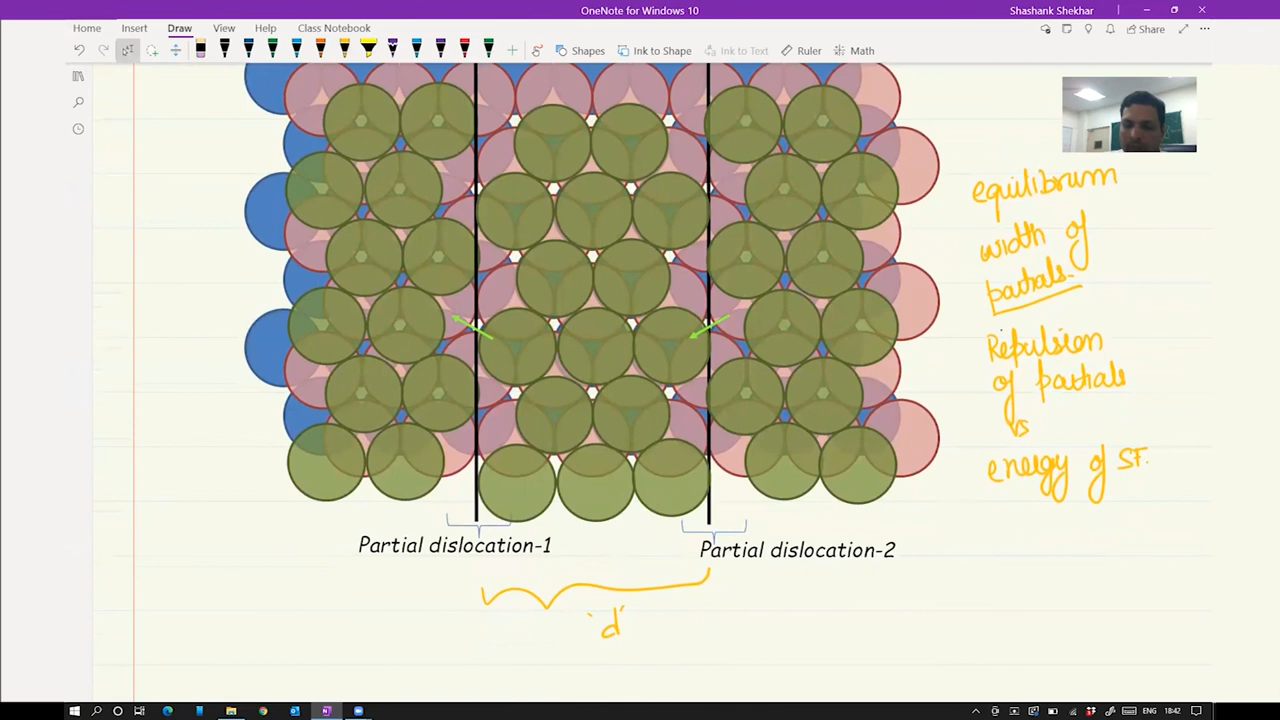 OneNote for Windows 10
Shashank Shekhar
Home Insert Draw View Help Class Notebook
Share
Shapes Ink to Shape Ink to Text Ruler Math
equilibrum
width of
partials
Repulsion
of partials
vs
energy of SF.
Partial dislocation-1
Partial dislocation-2
'd'
ENG 18:42